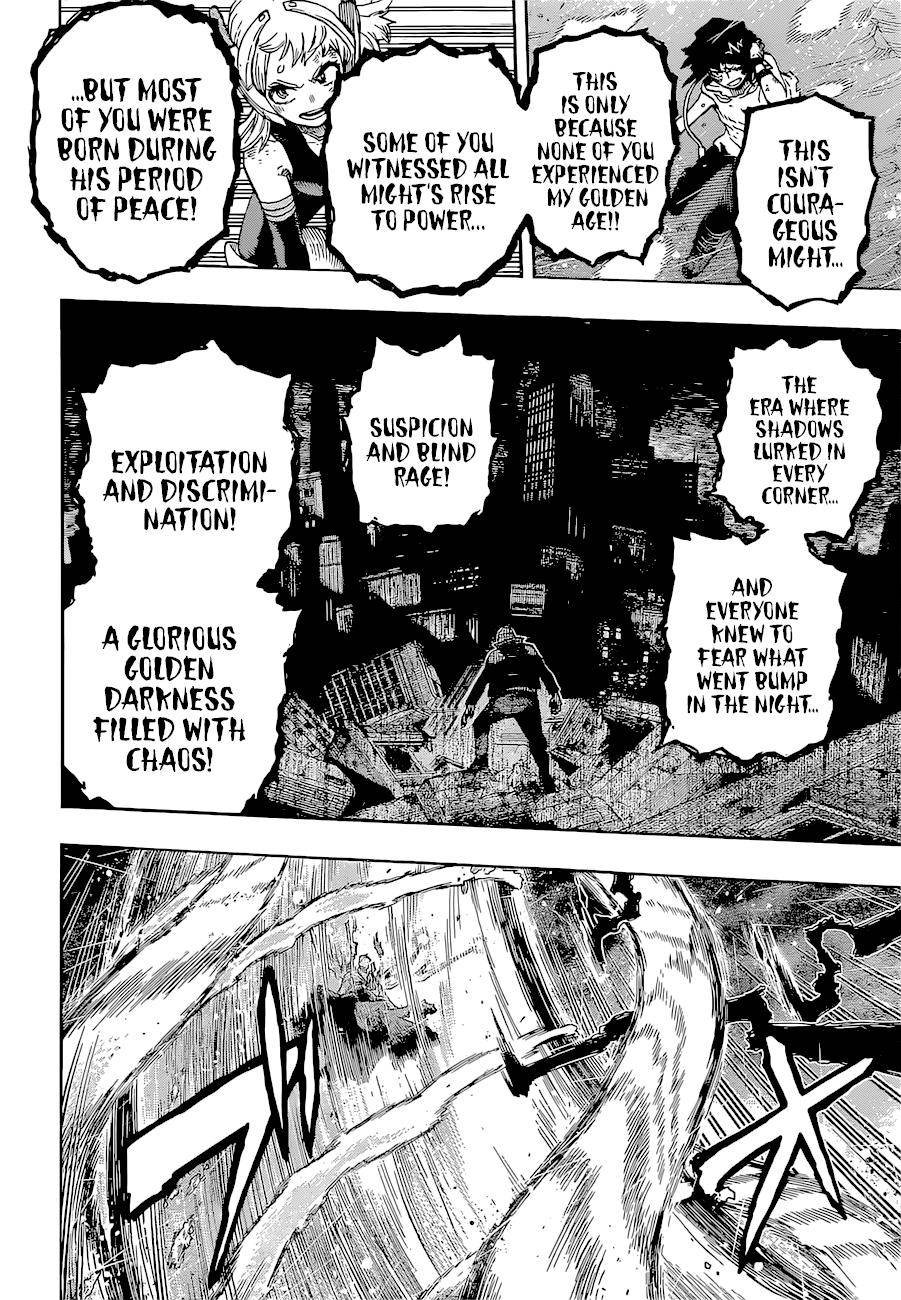 THIS
ISN'T
COURA-
GEOUS
MIGHT...
THIS
IS ONLY
BECAUSE
NONE OF YOU
EXPERIENCED
MY GOLDEN
AGE!!
SOME OF YOU
WITNESSED ALL
MIGHT'S RISE
TO POWER...
...BUT MOST
OF YOU WERE
BORN DURING
HIS PERIOD
OF PEACE!
THE
ERA WHERE
SHADOWS
LURKED IN
EVERY
CORNER...
AND
EVERYONE
KNEW TO
FEAR WHAT
WENT BUMP
IN THE NIGHT...
SUSPICION
AND BLIND
RAGE!
EXPLOITATION
AND DISCRIMI-
NATION!
A GLORIOUS
GOLDEN
DARKNESS
FILLED WITH
CHAOS!